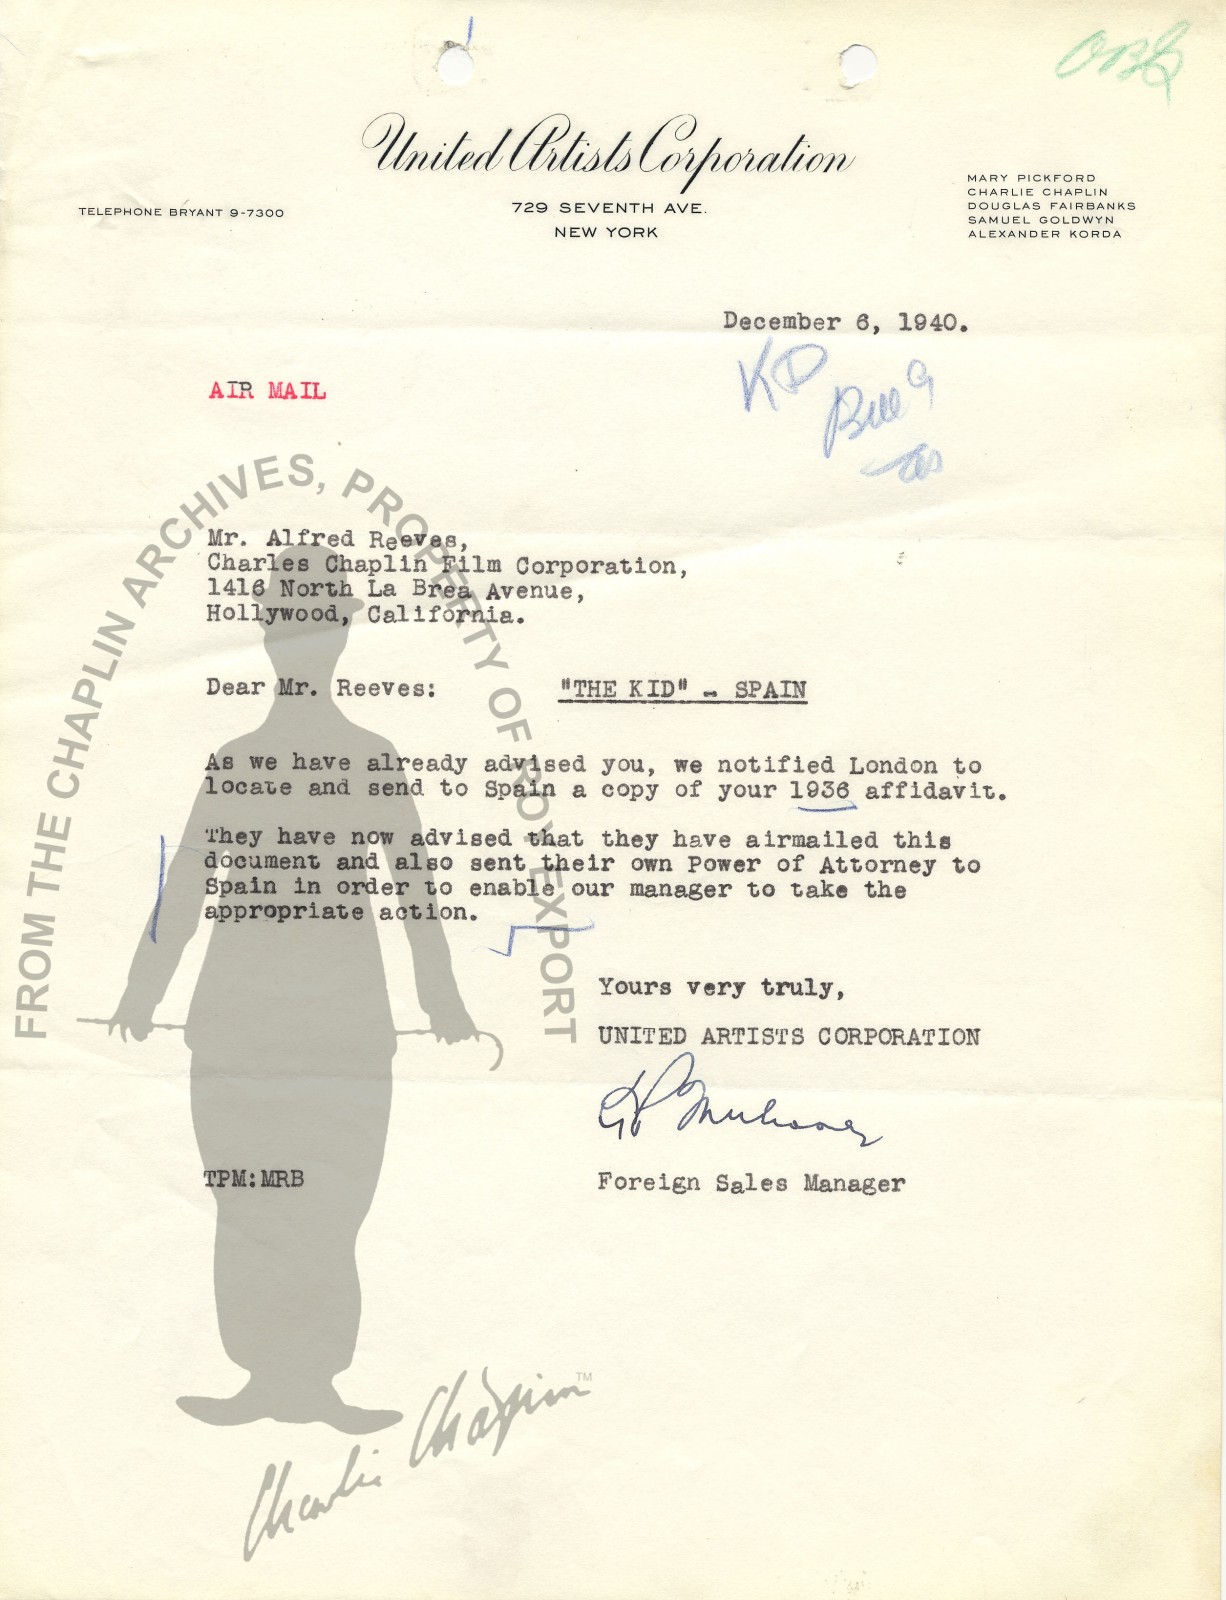 United Artists Corporation
729 SEVENTH AVE.
NEW YORK
TELEPHONE BRYANT 9-7300
MARY PICKFORD
CHARLIE CHAPLIN
DOUGLAS FAIRBANKS
SAMUEL GOLDWYN
ALEXANDER KORDA
December 6, 1940.
KD
AIR MAIL
Mr. Alfred Reeves,
Charles Chaplin Film Corporation,
1416 North La Brea Avenue,
Hollywood, California.
Dear Mr. Reeves: "THE KID" - SPAIN
As we have already advised you, we notified London to
locate and send to Spain a copy of your 1936 affidavit.
They have now advised that they have airmailed this
document and also sent their own Power of Attorney to
Spain in order to enable our manager to take the
appropriate action.
Yours very truly,
UNITED ARTISTS CORPORATION
TPM:MRB
Foreign Sales Manager
FROM THE CHAPLIN ARCHIVES, PROPERTY OF ROY EXPORT
Charlie Chaplin TM